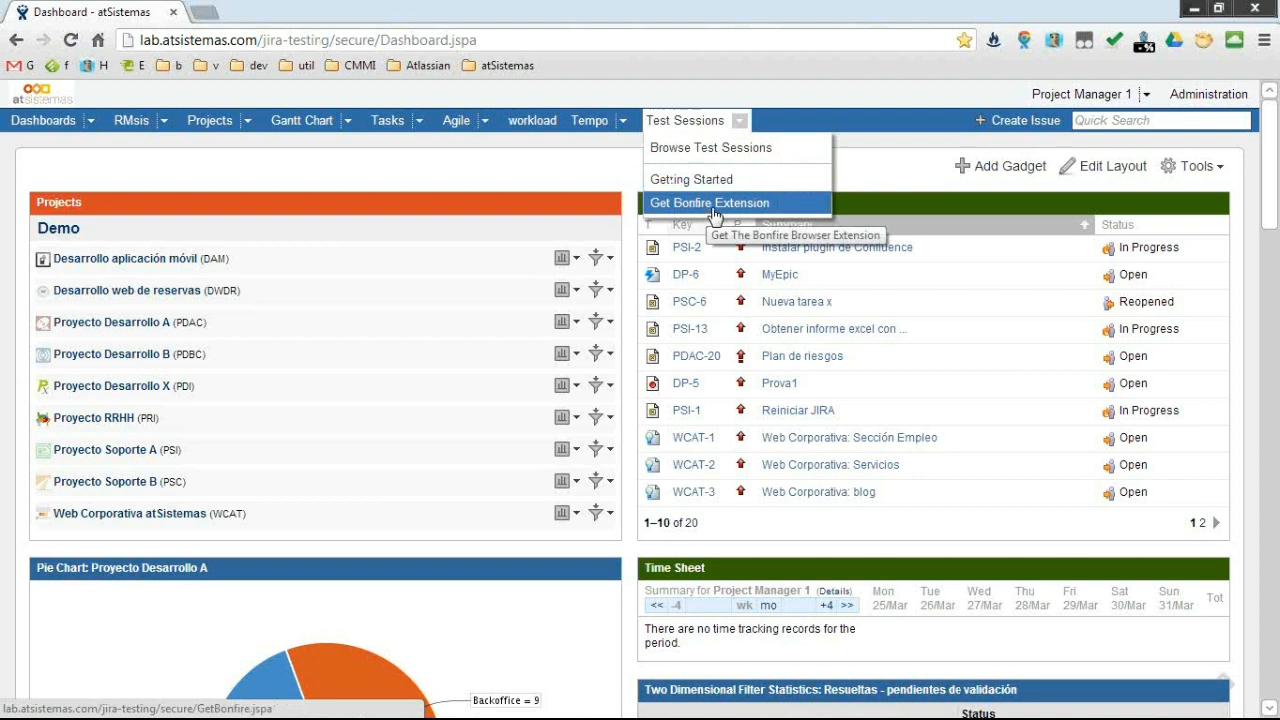 Dashboard - atSistemas
lab.atsistemas.com/jira-testing/secure/Dashboard.jspa
G f H E b v dev util CMMI Atlassian atSistemas
atsistemas
Project Manager 1 Administration
Dashboards RMsis Projects Gantt Chart Tasks Agile workload Tempo Test Sessions + Create Issue Quick Search
Browse Test Sessions
Getting Started
Get Bonfire Extension
Get The Bonfire Browser Extension
Add Gadget Edit Layout Tools
Projects
Demo
Desarrollo aplicación móvil (DAM)
Desarrollo web de reservas (DWDR)
Proyecto Desarrollo A (PDAC)
Proyecto Desarrollo B (PDBC)
Proyecto Desarrollo X (PDI)
Proyecto RRHH (PRI)
Proyecto Soporte A (PSI)
Proyecto Soporte B (PSC)
Web Corporativa atSistemas (WCAT)
T Key P Status
PSI-2 Instalar plugin de Confluence In Progress
DP-6 MyEpic Open
PSC-6 Nueva tarea x Reopened
PSI-13 Obtener informe excel con ... In Progress
PDAC-20 Plan de riesgos Open
DP-5 Prova1 Open
PSI-1 Reiniciar JIRA In Progress
WCAT-1 Web Corporativa: Sección Empleo Open
WCAT-2 Web Corporativa: Servicios Open
WCAT-3 Web Corporativa: blog Open
1–10 of 20 1 2
Pie Chart: Proyecto Desarrollo A
Backoffice = 9
Time Sheet
Summary for Project Manager 1 (Details) Mon Tue Wed Thu Fri Sat Sun Tot
<< -4 wk mo +4 >> 25/Mar 26/Mar 27/Mar 28/Mar 29/Mar 30/Mar 31/Mar
There are no time tracking records for the
period.
Two Dimensional Filter Statistics: Resueltas - pendientes de validación
Status
lab.atsistemas.com/jira-testing/secure/GetBonfire.jspa